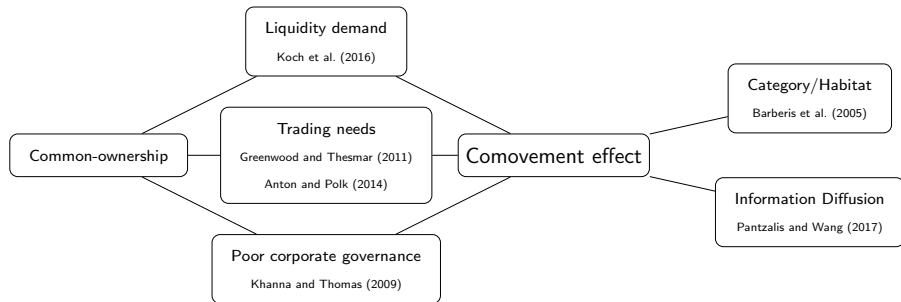 Liquidity demand
Koch et al. (2016)
Category/Habitat
Barberis et al. (2005)
Trading needs
Greenwood and Thesmar (2011)
Anton and Polk (2014)
Common-ownership
Comovement effect
Information Diffusion
Pantzalis and Wang (2017)
Poor corporate governance
Khanna and Thomas (2009)